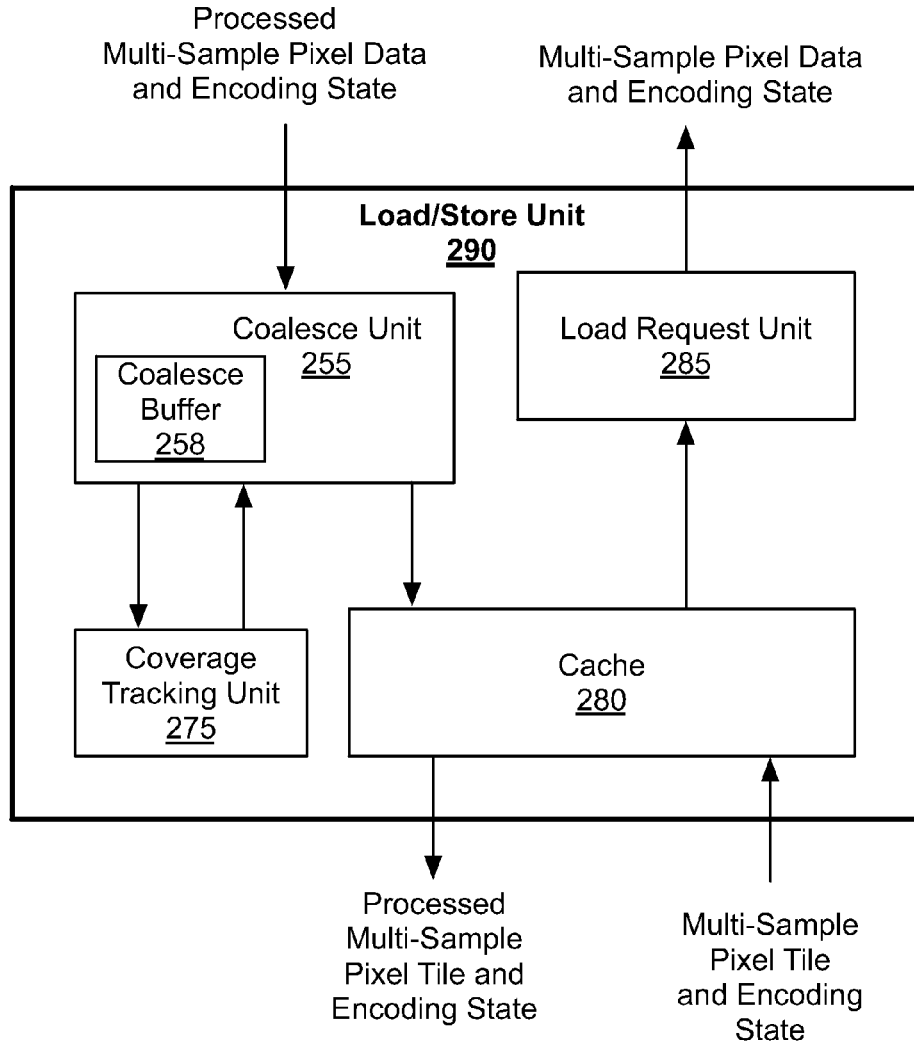 Processed
Multi-Sample Pixel Data
and Encoding State
Multi-Sample Pixel Data
and Encoding State
Load/Store Unit
290
Coalesce Unit
255
Coalesce
Buffer
258
Load Request Unit
285
Coverage
Tracking Unit
275
Cache
280
Processed
Multi-Sample
Pixel Tile and
Encoding State
Multi-Sample
Pixel Tile
and Encoding
State